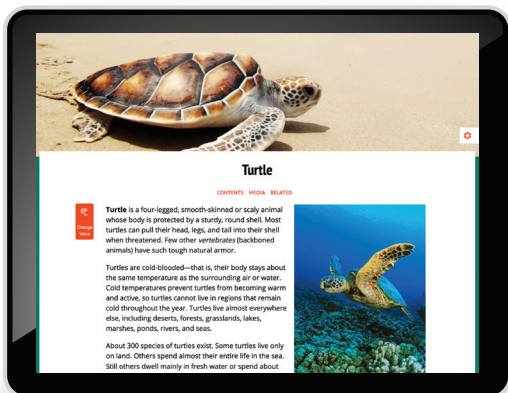 Turtle
CONTENTS MEDIA RELATED
Change
Voice
Turtle is a four-legged, smooth-skinned or scaly animal
whose body is protected by a sturdy, round shell. Most
turtles can pull their head, legs, and tail into their shell
when threatened. Few other vertebrates (backboned
animals) have such tough natural armor.
Turtles are cold-blooded—that is, their body stays about
the same temperature as the surrounding air or water.
Cold temperatures prevent turtles from becoming warm
and active, so turtles cannot live in regions that remain
cold throughout the year. Turtles live almost everywhere
else, including deserts, forests, grasslands, lakes,
marshes, ponds, rivers, and seas.
About 300 species of turtles exist. Some turtles live only
on land. Others spend almost their entire life in the sea.
Still others dwell mainly in fresh water or spend about